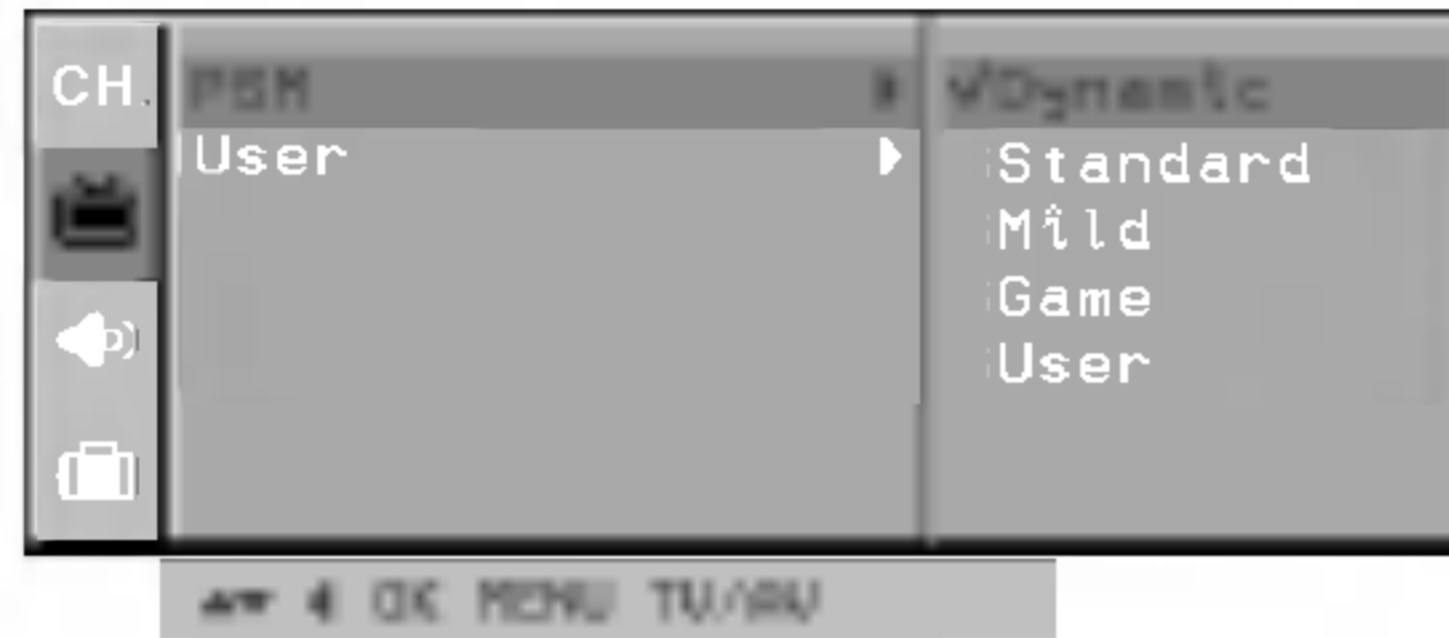 CH.
PSM
User
√Dynamic
Standard
Mild
Game
User
▲▼ ◀ OK MENU TV/AV